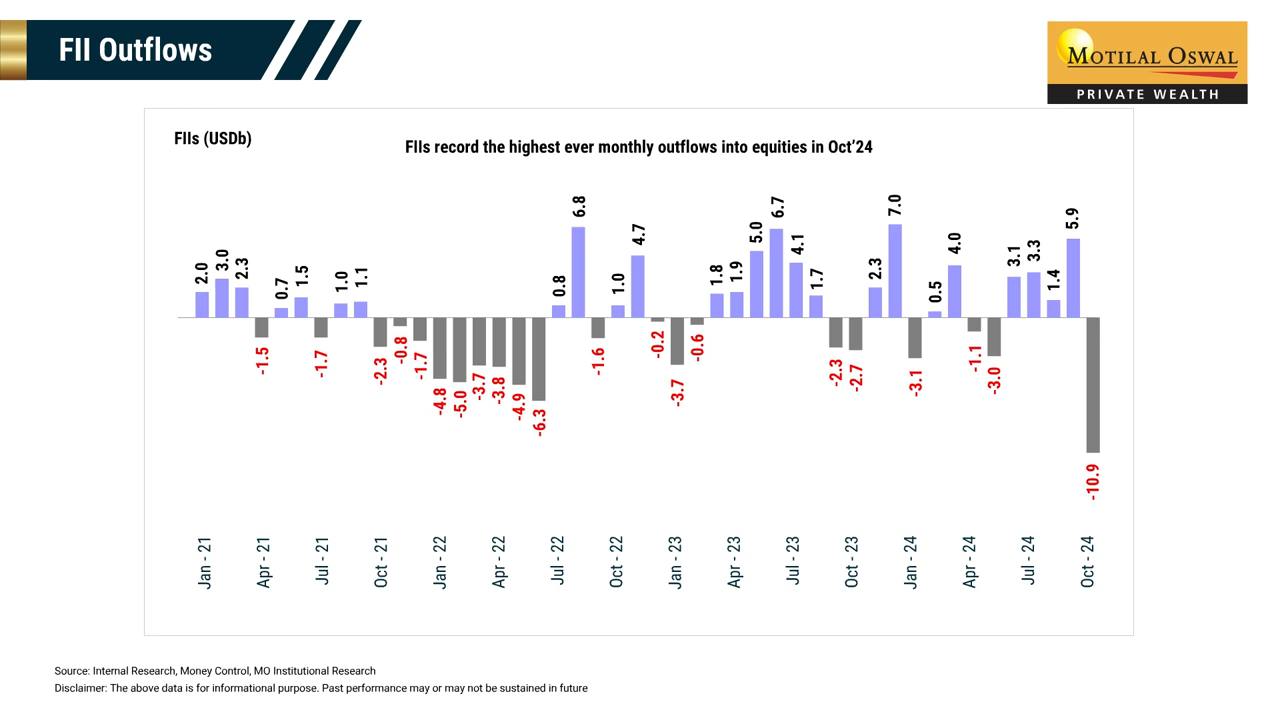 FII Outflows
MOTILAL OSWAL
PRIVATE WEALTH
FIIs (USDb)
FIIs record the highest ever monthly outflows into equities in Oct’24
2.0
3.0
2.3
-1.5
0.7
1.5
-1.7
1.0
1.1
-2.3
-0.8
-1.7
-4.8
-5.0
-3.7
-3.8
-4.9
-6.3
0.8
6.8
-1.6
1.0
4.7
-0.2
-3.7
-0.6
1.8
1.9
5.0
6.7
4.1
1.7
-2.3
-2.7
2.3
7.0
-3.1
0.5
4.0
-1.1
-3.0
3.1
3.3
1.4
5.9
-10.9
Jan - 21
Apr - 21
Jul - 21
Oct - 21
Jan - 22
Apr - 22
Jul - 22
Oct - 22
Jan - 23
Apr - 23
Jul - 23
Oct - 23
Jan - 24
Apr - 24
Jul - 24
Oct - 24
Source: Internal Research, Money Control, MO Institutional Research
Disclaimer: The above data is for informational purpose. Past performance may or may not be sustained in future